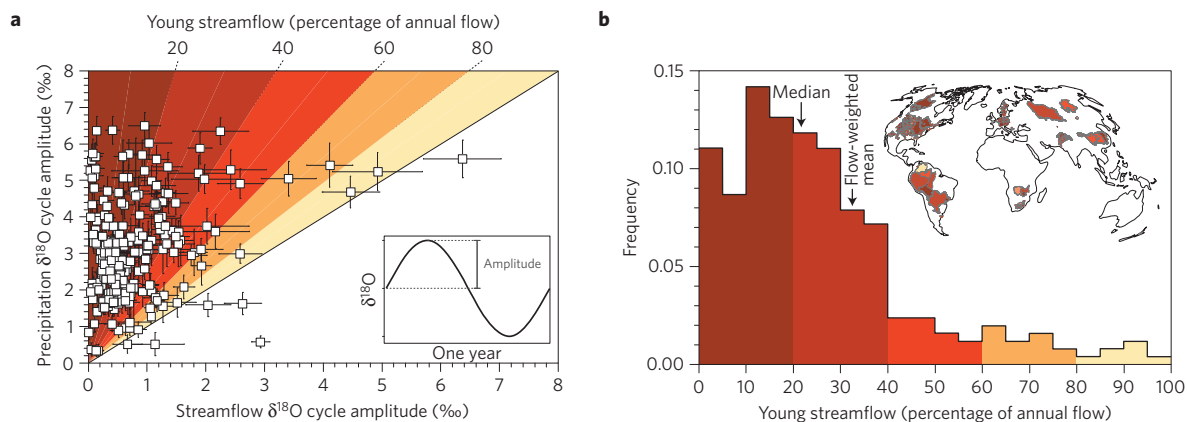 a
Young streamflow (percentage of annual flow)
20 40 60 80
Precipitation δ18O cycle amplitude (‰)
8
7
6
5
4
3
2
1
0
δ18O
Amplitude
One year
0 1 2 3 4 5 6 7 8
Streamflow δ18O cycle amplitude (‰)
b
Frequency
0.15
0.10
0.05
0.00
Median
Flow-weighted
mean
0 10 20 30 40 50 60 70 80 90 100
Young streamflow (percentage of annual flow)